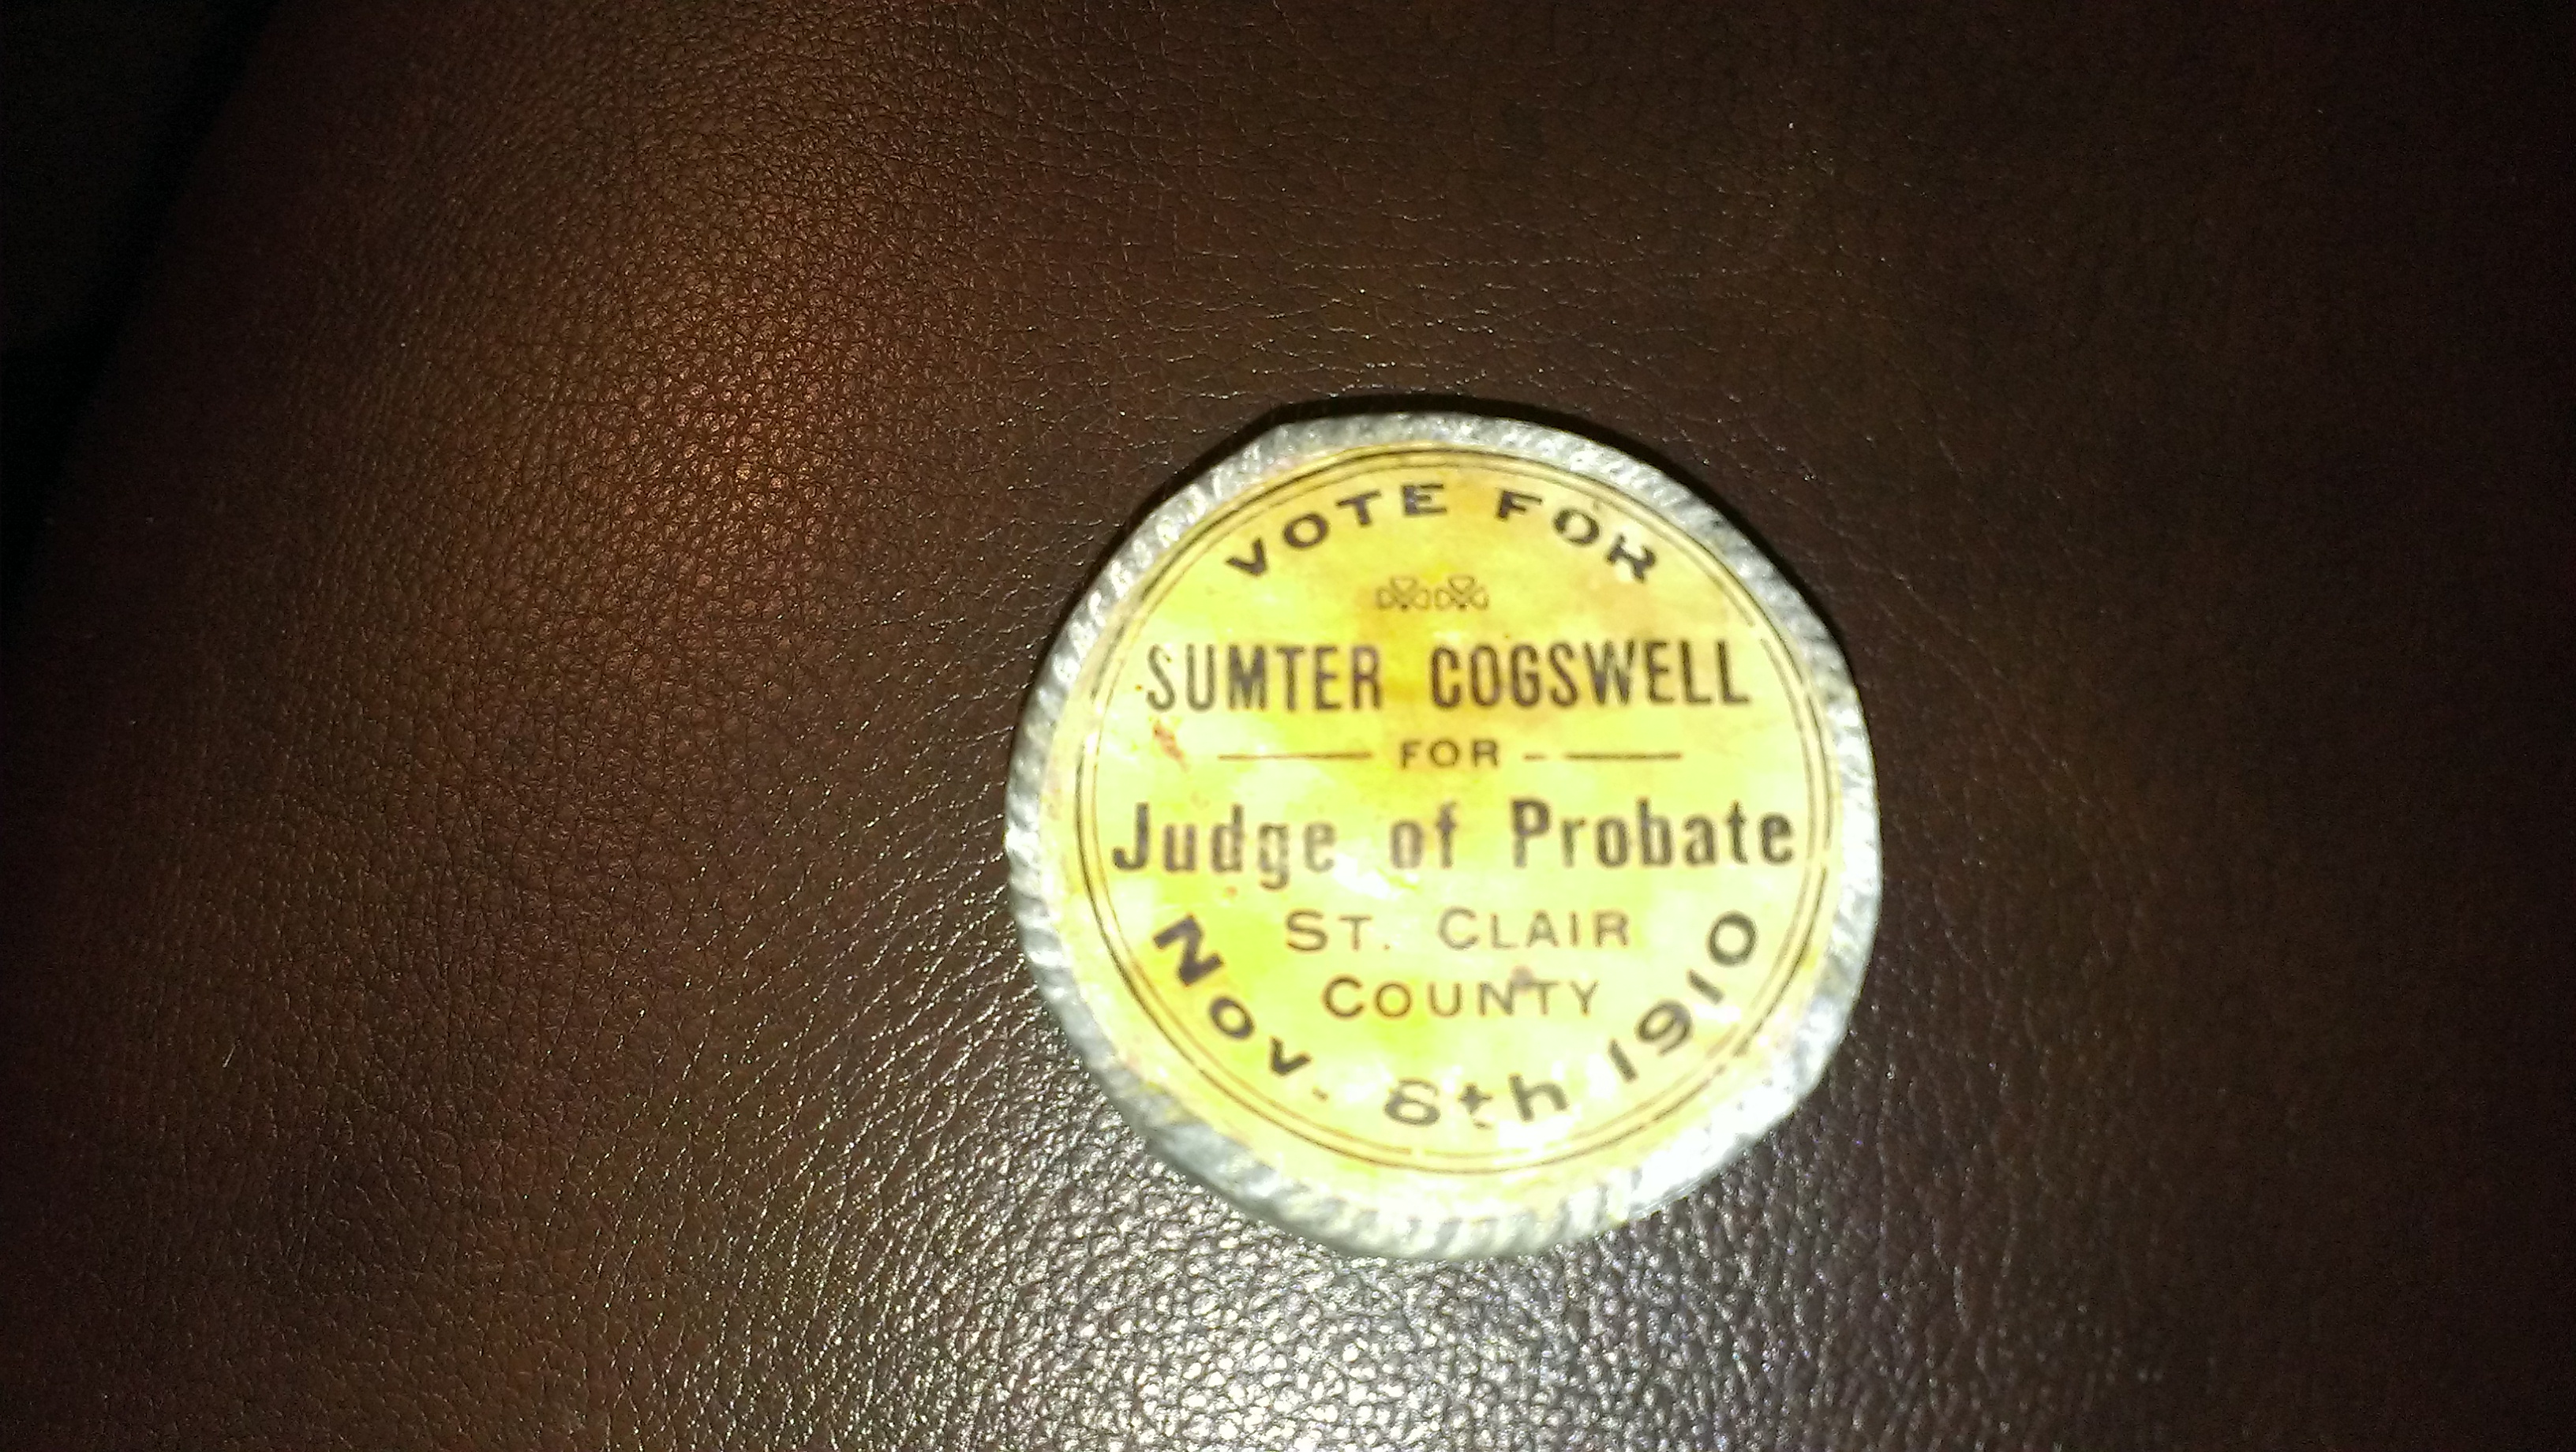 VOTE FOR
SUMTER COGSWELL
FOR
Judge of Probate
ST. CLAIR
COUNTY
Nov. 8th 1910